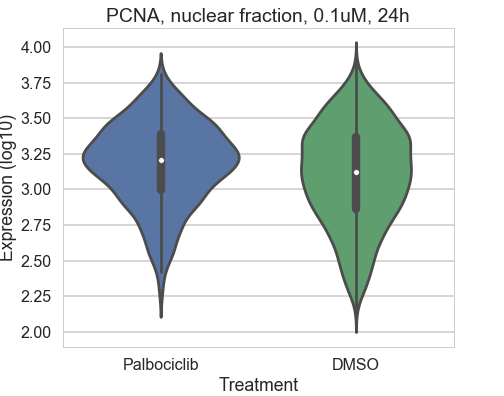 PCNA, nuclear fraction, 0.1uM, 24h
4.00
3.75
3.50
3.25
3.00
2.75
2.50
2.25
2.00
Expression (log10)
Palbociclib DMSO
Treatment